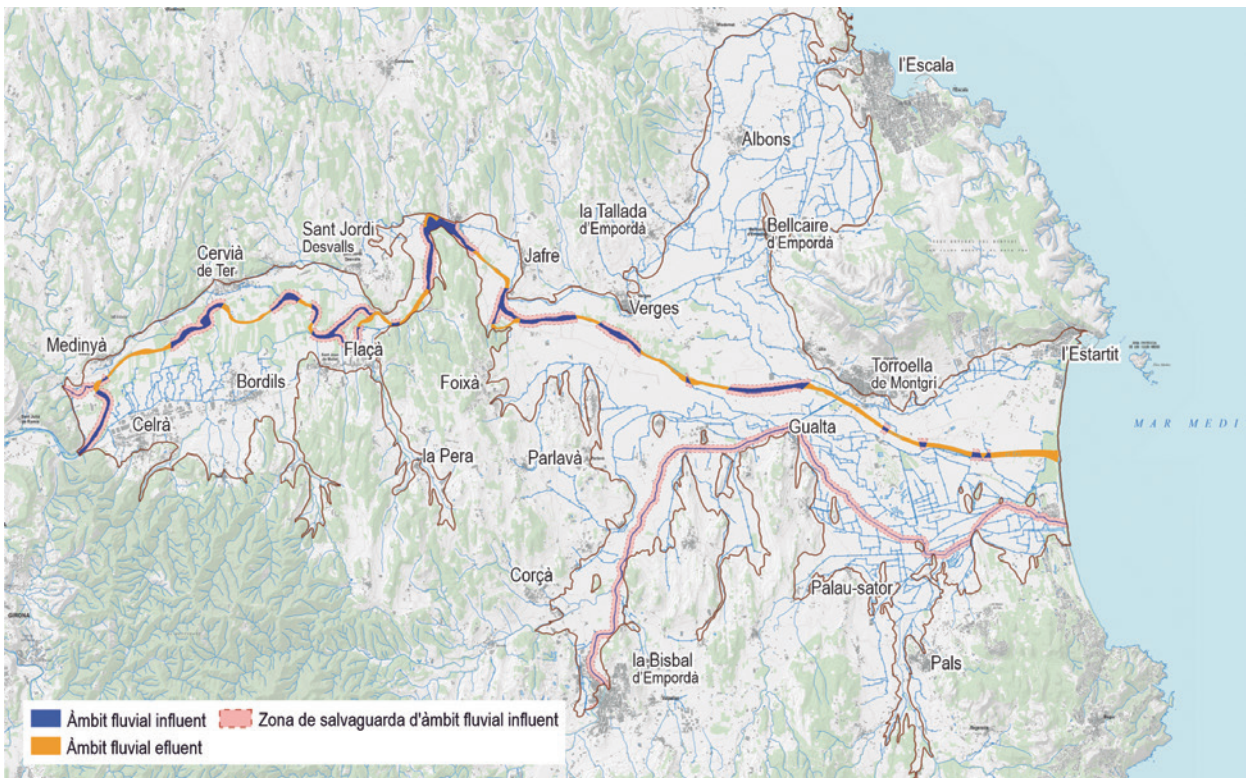 l'Escala
Albons
la Tallada
d'Empordà
Bellcaire
d'Empordà
Sant Jordi
Desvalls
Cervià
de Ter
Jafre
Verges
Medinyà
Flaçà
l'Estartit
Torroella
de Montgrí
Bordils
Foixà
Celrà
Gualta
MAR MEDI
la Pera
Parlavà
Corçà
Palau-sator
GIRONA
la Bisbal
d'Empordà
Pals
Àmbit fluvial influent
Zona de salvaguarda d'àmbit fluvial influent
Àmbit fluvial efluent